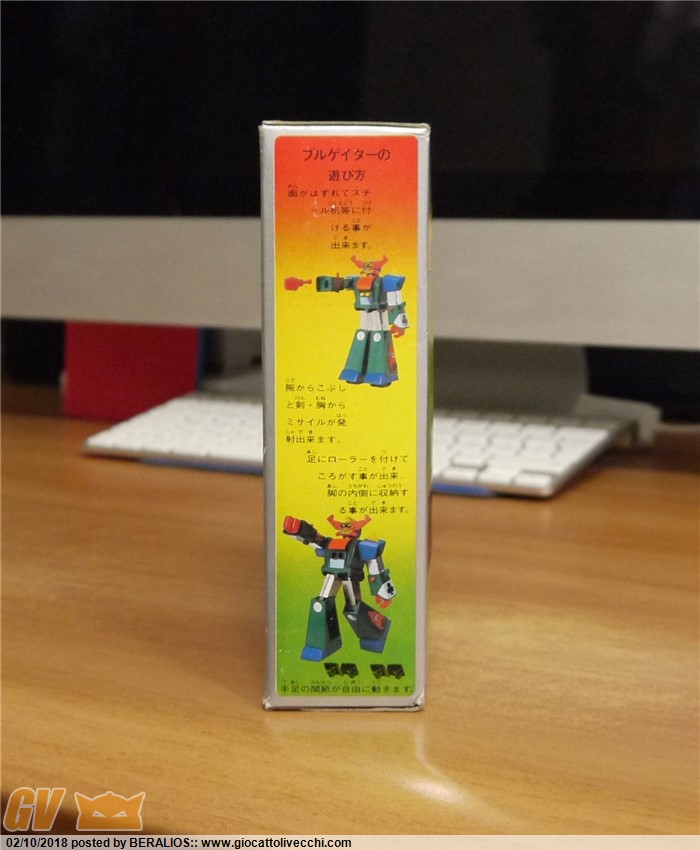 ブルゲイターの
遊び方
面がはずれてスチ
ール机等に付
ける事が
出来ます。
腕からこぶし
と剣・胸から
ミサイルが発
射出来ます。
足にローラーを付けて
ころがす事が出来、
脚の内側に収納す
る事が出来ます。
手足の関節が自由に動きます。
GV
02/10/2018 posted by BERALIOS:: www.giocattolivecchi.com